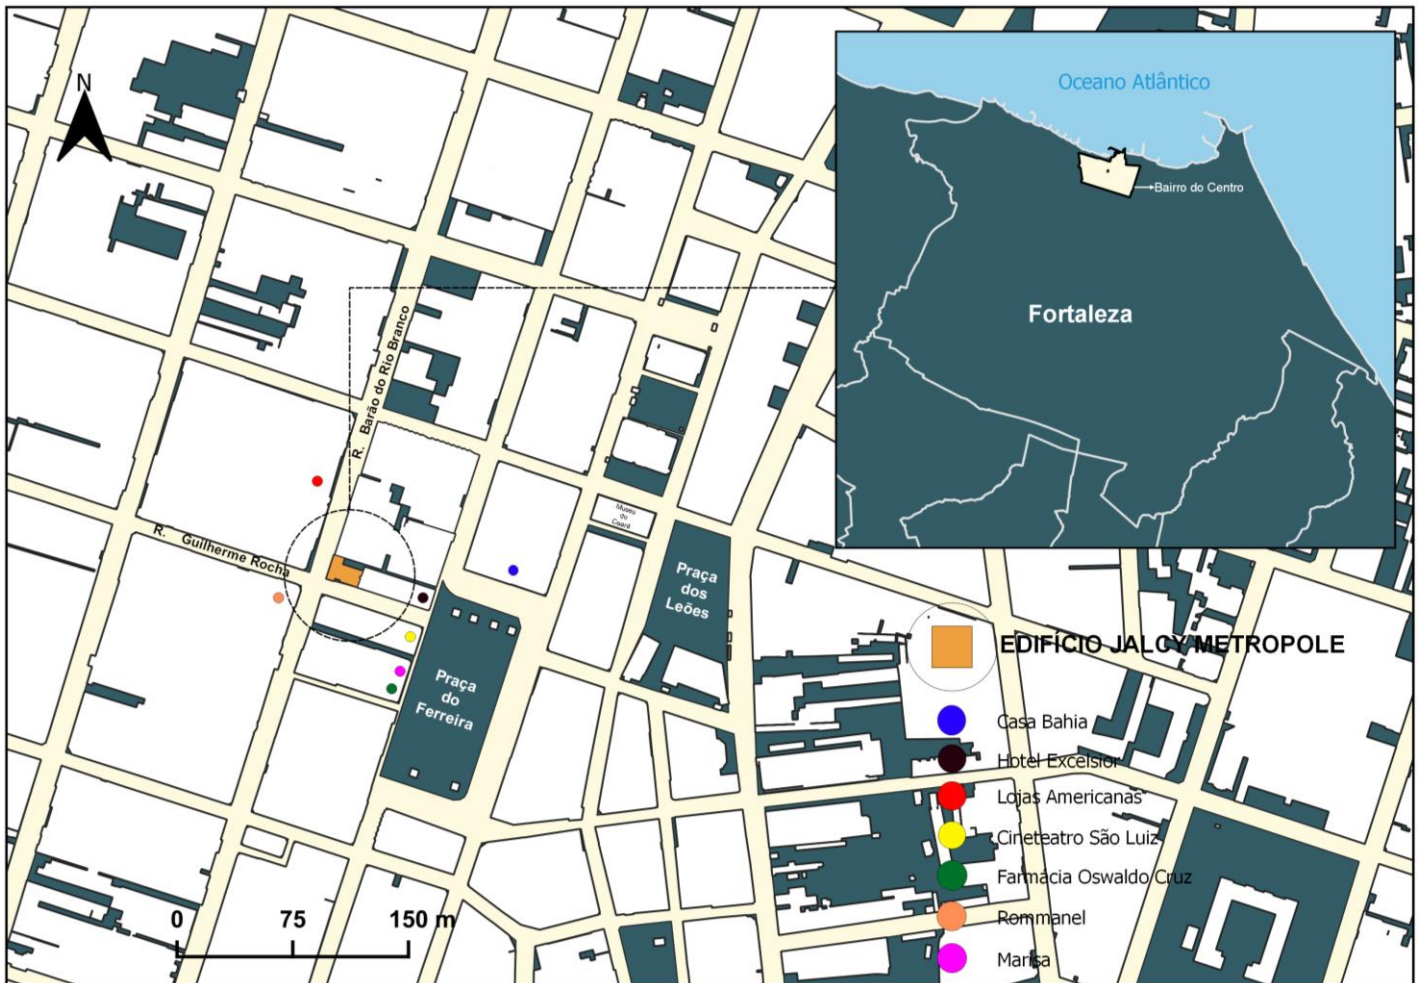 N
Oceano Atlântico
Bairro do Centro
Fortaleza
R. Barão do Rio Branco
R. Guilherme Rocha
Museu
do
Ceará
Praça
dos
Leões
Praça
do
Ferreira
EDIFÍCIO JALCY METROPOLE
Casa Bahia
Hotel Excelsior
Lojas Americanas
Cineteatro São Luiz
Farmácia Oswaldo Cruz
Rommanel
Marisa
0 75 150 m